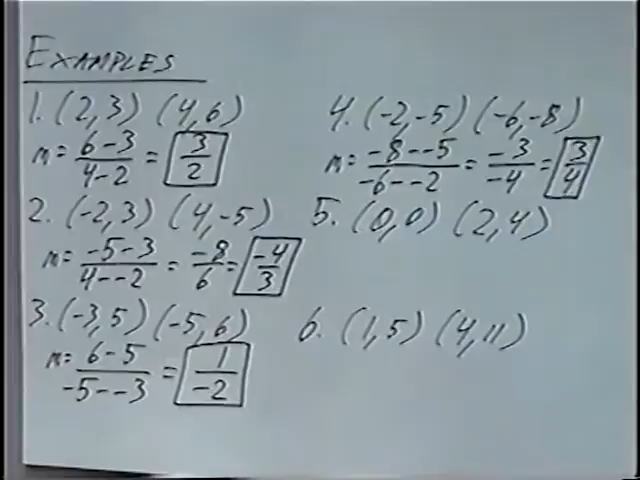 EXAMPLES
1. (2,3) (4,6)
m = 6-3 / 4-2 = 3/2
2. (-2,3) (4,-5)
m = -5-3 / 4--2 = -8/6 = -4/3
3. (-3,5) (-5,6)
m = 6-5 / -5--3 = 1/-2
4. (-2,-5) (-6,-8)
m = -8--5 / -6--2 = -3/-4 = 3/4
5. (0,0) (2,4)
6. (1,5) (4,11)